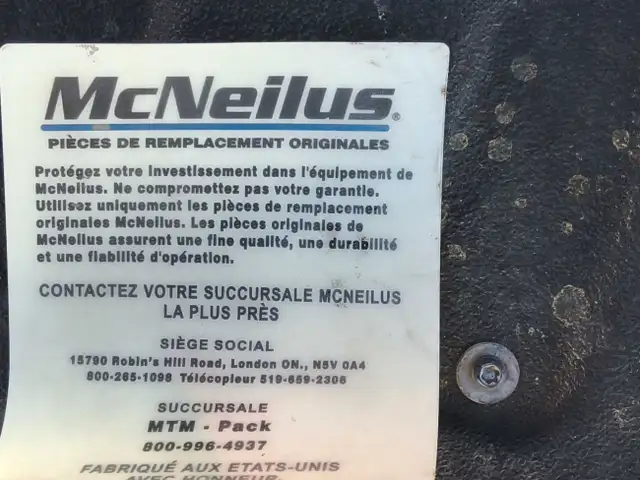 McNeilus®
PIÈCES DE REMPLACEMENT ORIGINALES
Protégez votre investissement dans l'équipement de
McNeilus. Ne compromettez pas votre garantie.
Utilisez uniquement les pièces de remplacement
originales McNeilus. Les pièces originales de
McNeilus assurent une fine qualité, une durabilité
et une fiabilité d'opération.
CONTACTEZ VOTRE SUCCURSALE MCNEILUS
LA PLUS PRÈS
SIÈGE SOCIAL
15790 Robin's Hill Road, London ON., N5V 0A4
800-265-1098 Télécopieur 519-659-2306
SUCCURSALE
MTM - Pack
800-996-4937
FABRIQUÉ AUX ETATS-UNIS
AVEC HONNEUR